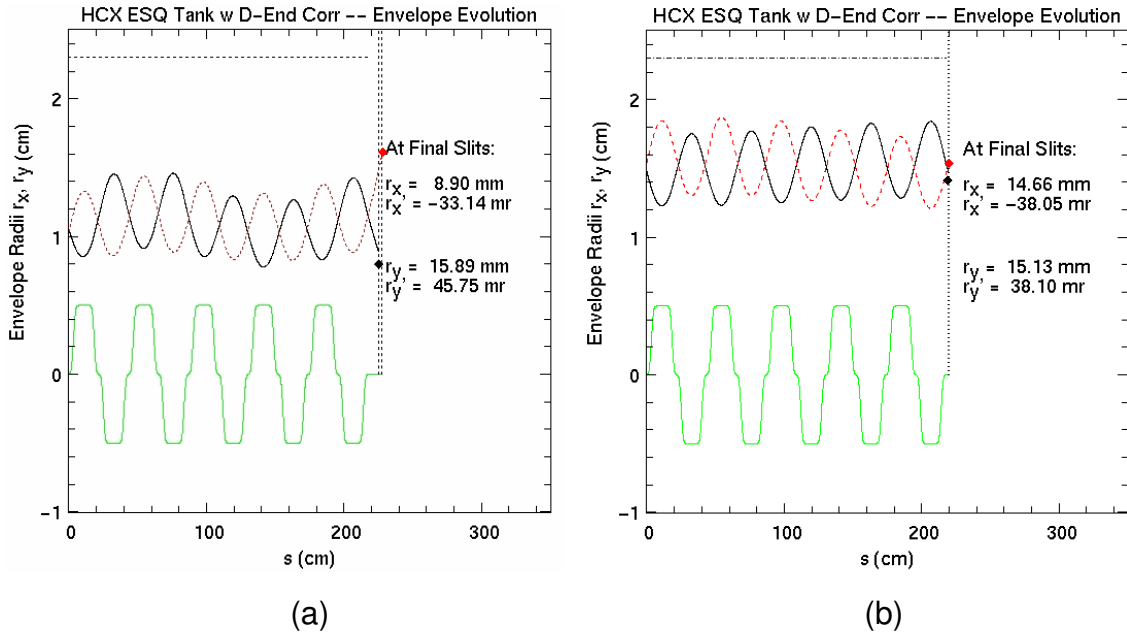 HCX ESQ Tank w D-End Corr -- Envelope Evolution
Envelope Radii rx, ry (cm)
2
1
0
−1
0
100
200
300
s (cm)
At Final Slits:
rx = 8.90 mm
rx' = −33.14 mr
ry = 15.89 mm
ry' = 45.75 mr
(a)
HCX ESQ Tank w D-End Corr -- Envelope Evolution
Envelope Radii rx, ry (cm)
2
1
0
−1
0
100
200
300
s (cm)
At Final Slits:
rx = 14.66 mm
rx' = −38.05 mr
ry = 15.13 mm
ry' = 38.10 mr
(b)